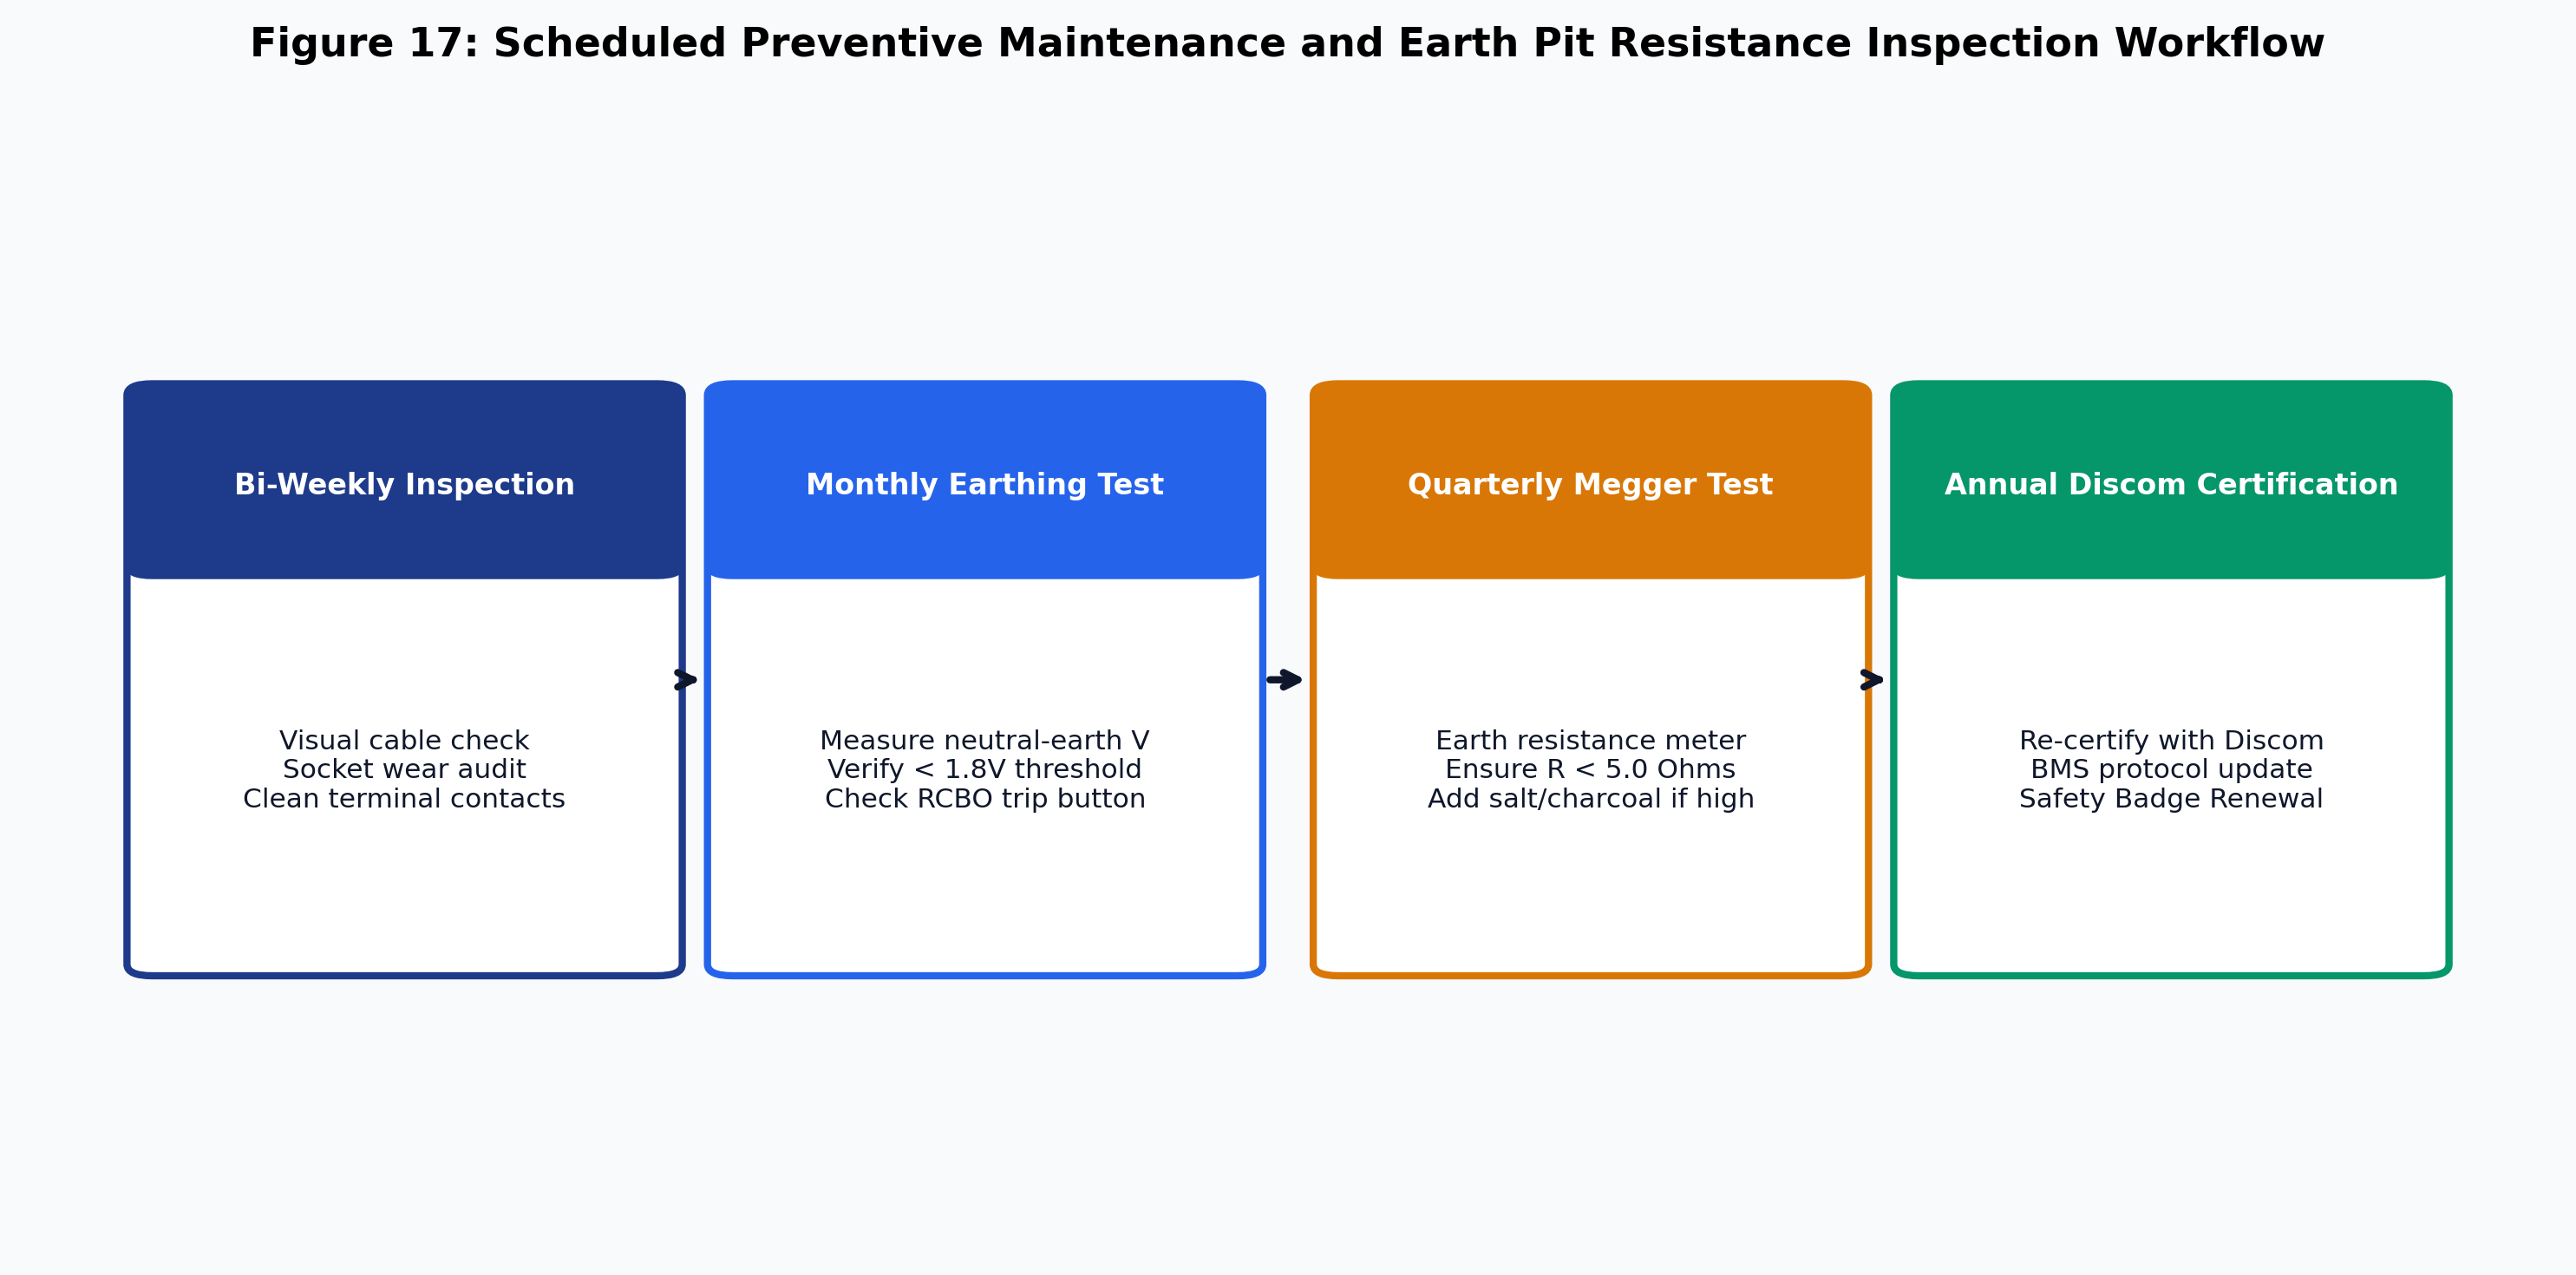 Figure 17: Scheduled Preventive Maintenance and Earth Pit Resistance Inspection Workflow
Bi-Weekly Inspection
Visual cable check
Socket wear audit
Clean terminal contacts
Monthly Earthing Test
Measure neutral-earth V
Verify < 1.8V threshold
Check RCBO trip button
Quarterly Megger Test
Earth resistance meter
Ensure R < 5.0 Ohms
Add salt/charcoal if high
Annual Discom Certification
Re-certify with Discom
BMS protocol update
Safety Badge Renewal